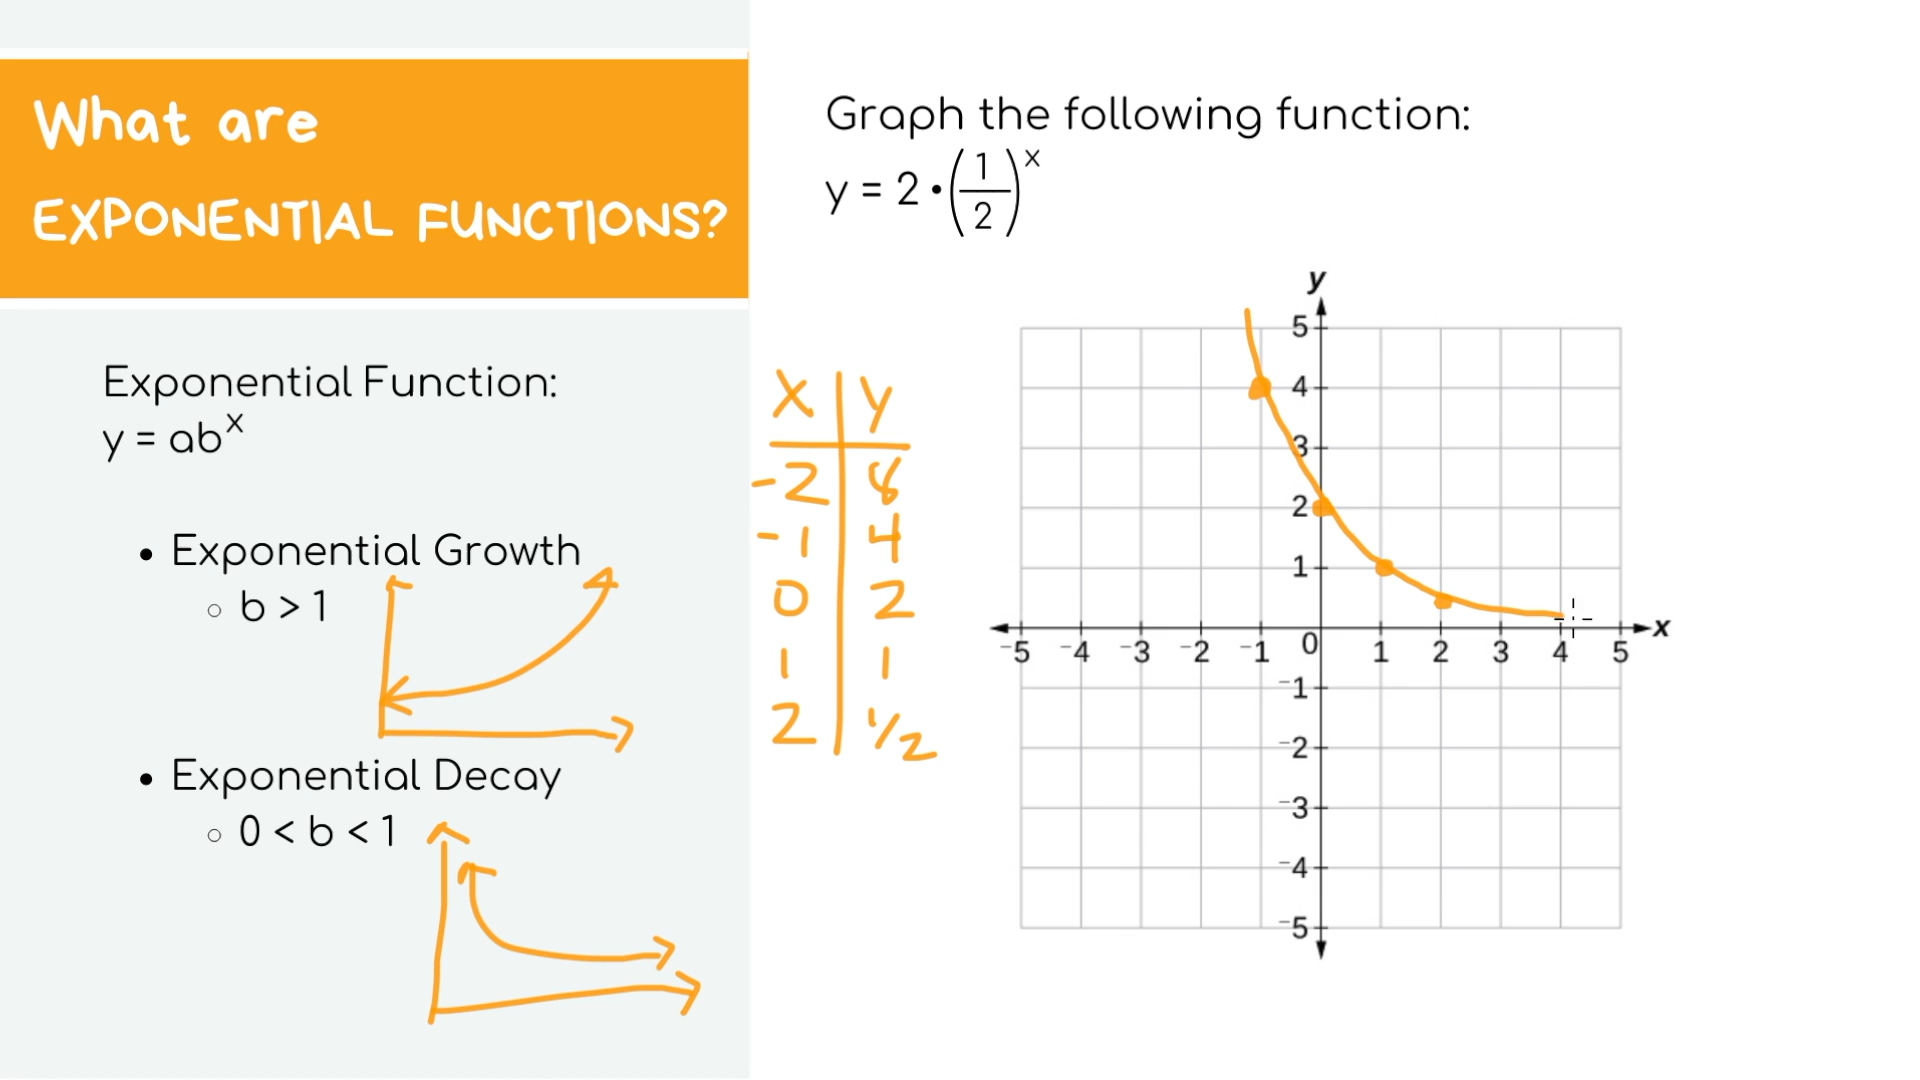 What are
EXPONENTIAL FUNCTIONS?
Exponential Function:
y = abˣ
• Exponential Growth
○ b > 1
• Exponential Decay
○ 0 < b < 1
Graph the following function:
y = 2 • (1/2)ˣ
x | y
-2 | 8
-1 | 4
0 | 2
1 | 1
2 | 1/2
y
5
4
3
2
1
-5 -4 -3 -2 -1 0 1 2 3 4 5 x
-1
-2
-3
-4
-5